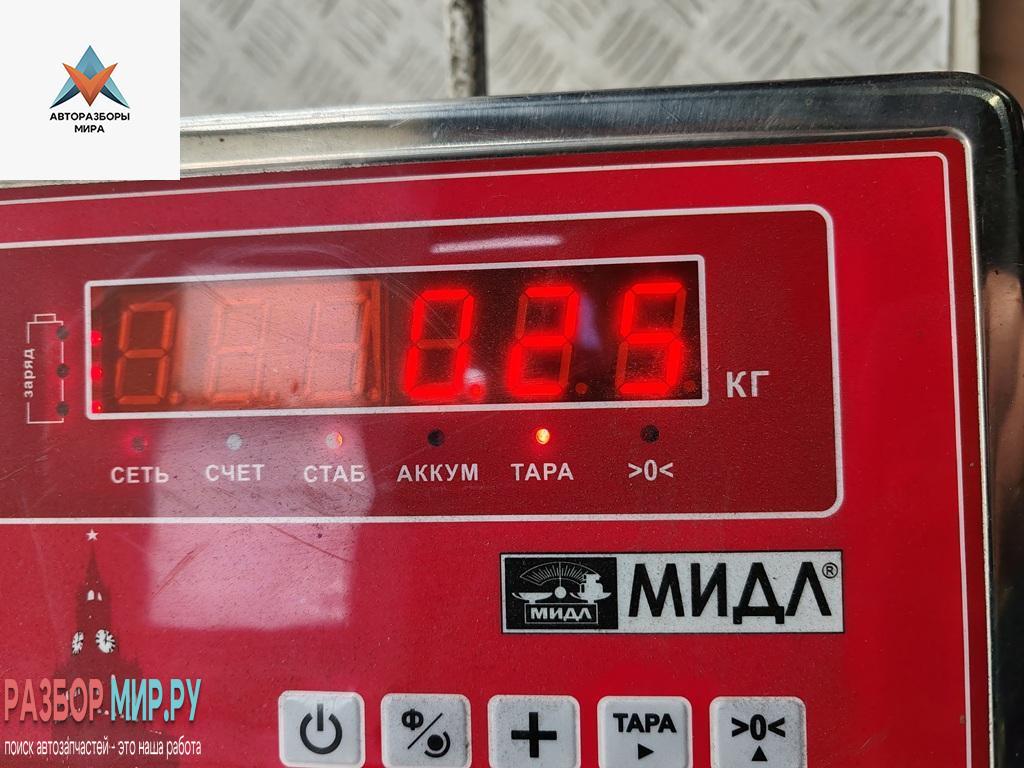 АВТОРАЗБОРЫ
МИРА
0.25
КГ
заряд
СЕТЬ СЧЕТ СТАБ АККУМ ТАРА >0<
МИДЛ МИДЛ®
РАЗБОР.МИР.РУ
поиск автозапчастей - это наша работа
Ф ТАРА >0<